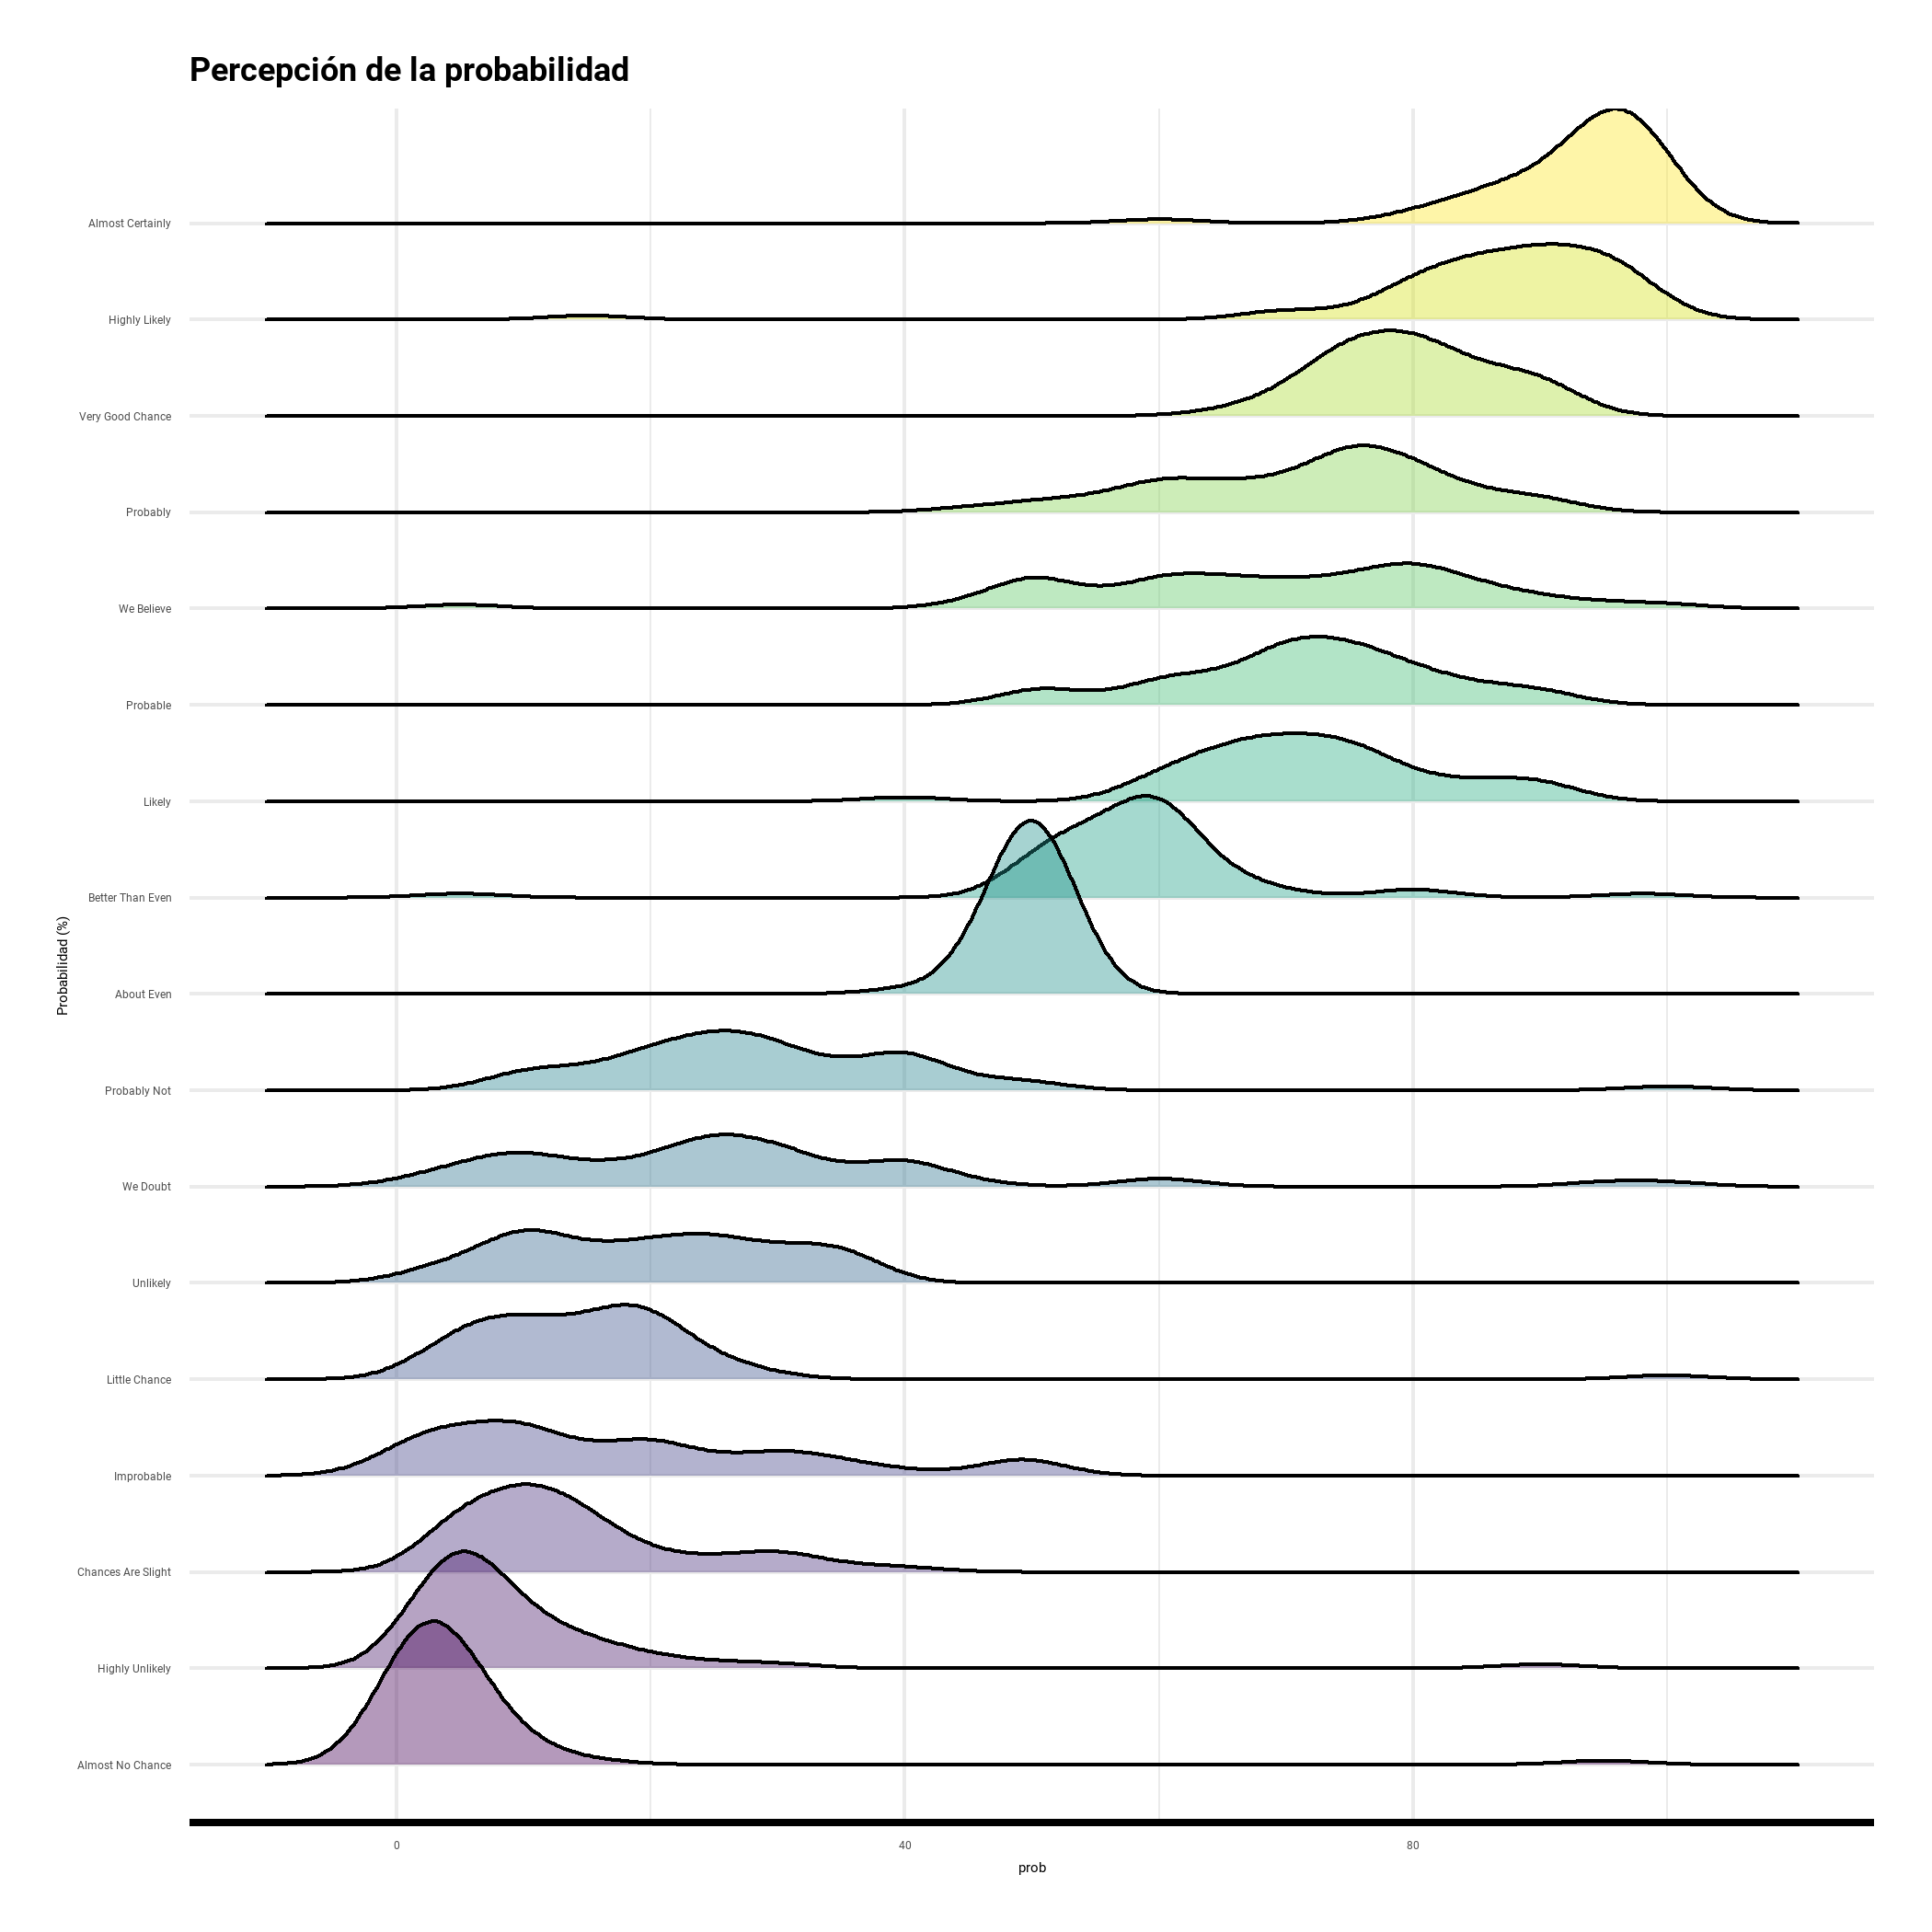 Percepción de la probabilidad
Almost Certainly
Highly Likely
Very Good Chance
Probably
We Believe
Probable
Likely
Better Than Even
About Even
Probably Not
We Doubt
Unlikely
Little Chance
Improbable
Chances Are Slight
Highly Unlikely
Almost No Chance
Probabilidad (%)
0 40 80
prob